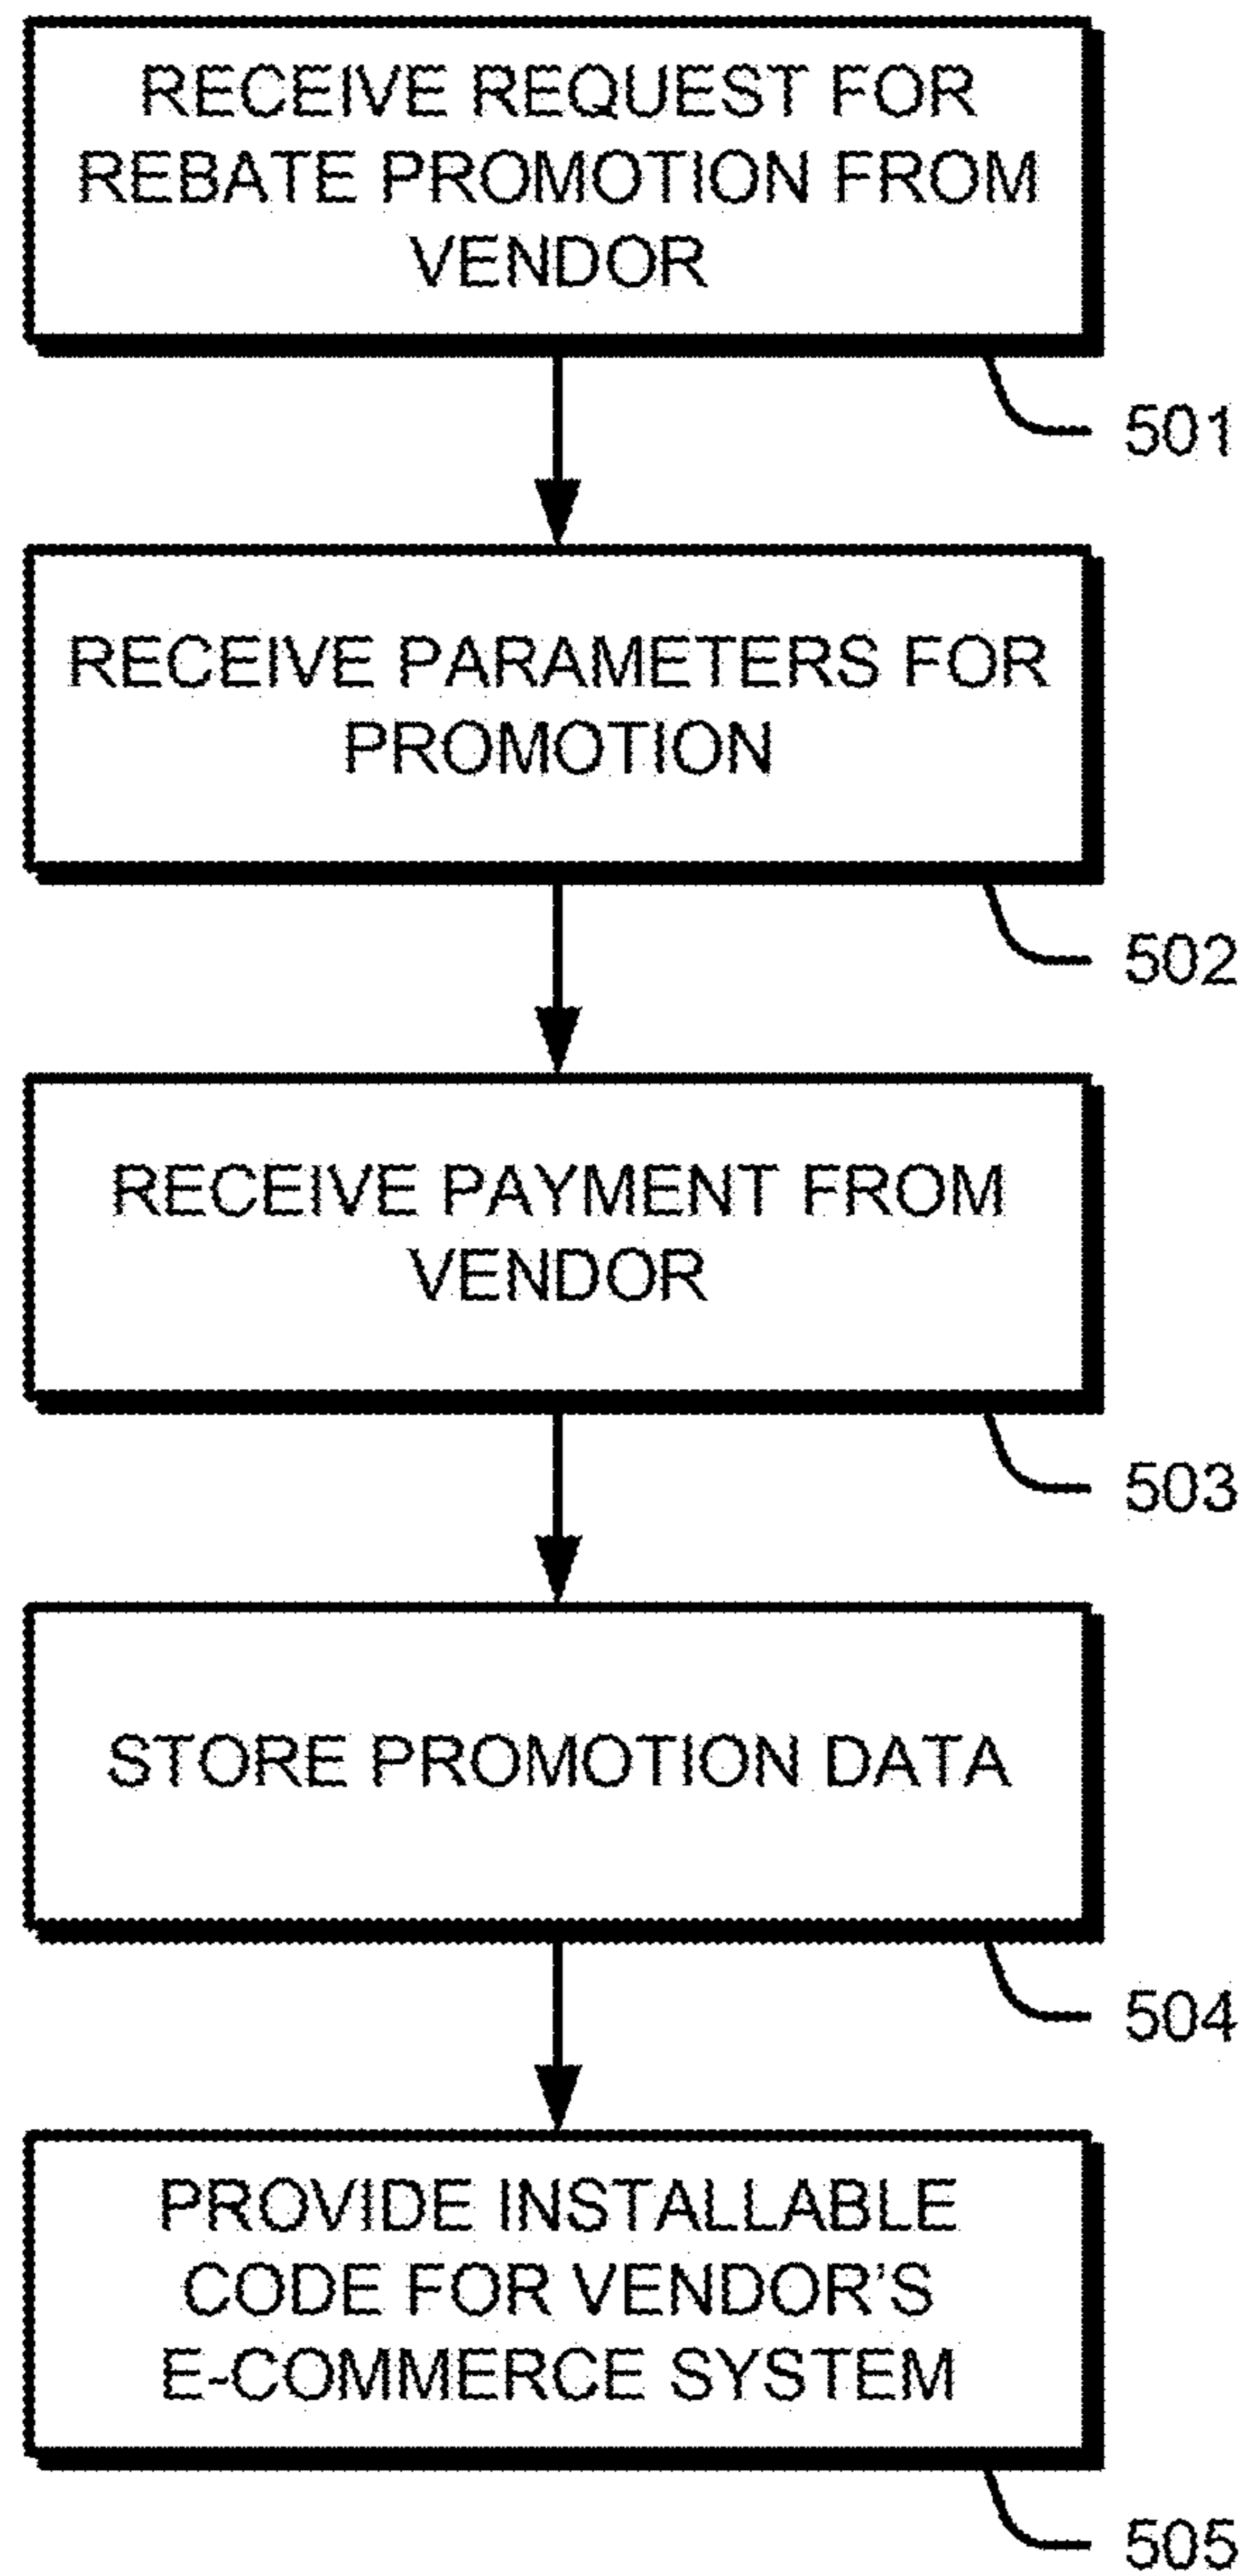 RECEIVE REQUEST FOR
REBATE PROMOTION FROM
VENDOR
501
RECEIVE PARAMETERS FOR
PROMOTION
502
RECEIVE PAYMENT FROM
VENDOR
503
STORE PROMOTION DATA
504
PROVIDE INSTALLABLE
CODE FOR VENDOR'S
E-COMMERCE SYSTEM
505